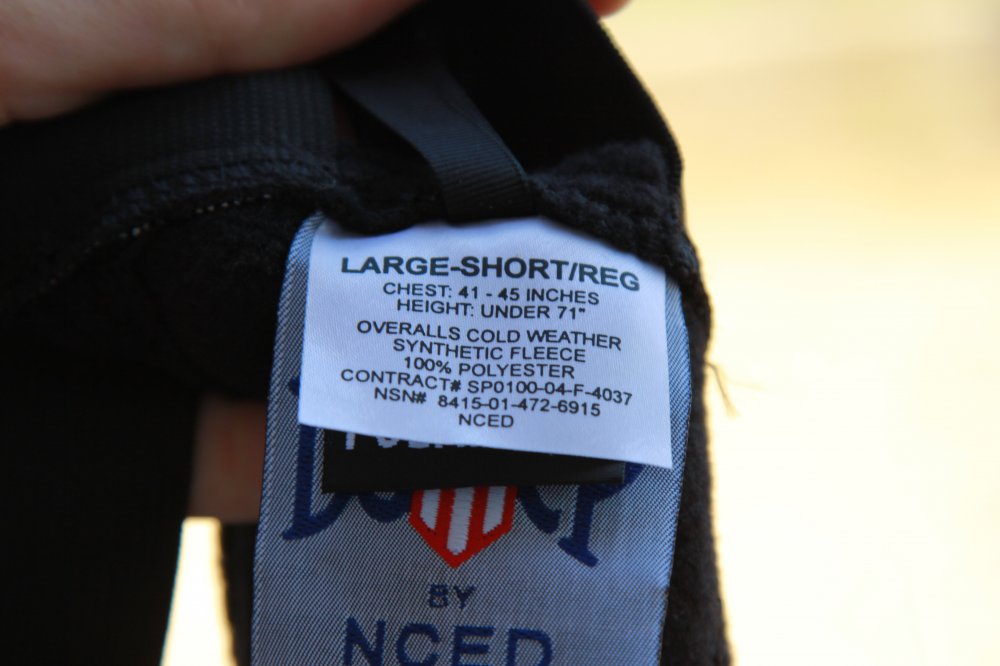 LARGE-SHORT/REG
CHEST: 41 - 45 INCHES
HEIGHT: UNDER 71"
OVERALLS COLD WEATHER
SYNTHETIC FLEECE
100% POLYESTER
CONTRACT# SP0100-04-F-4037
NSN# 8415-01-472-6915
NCED
BY
NCED